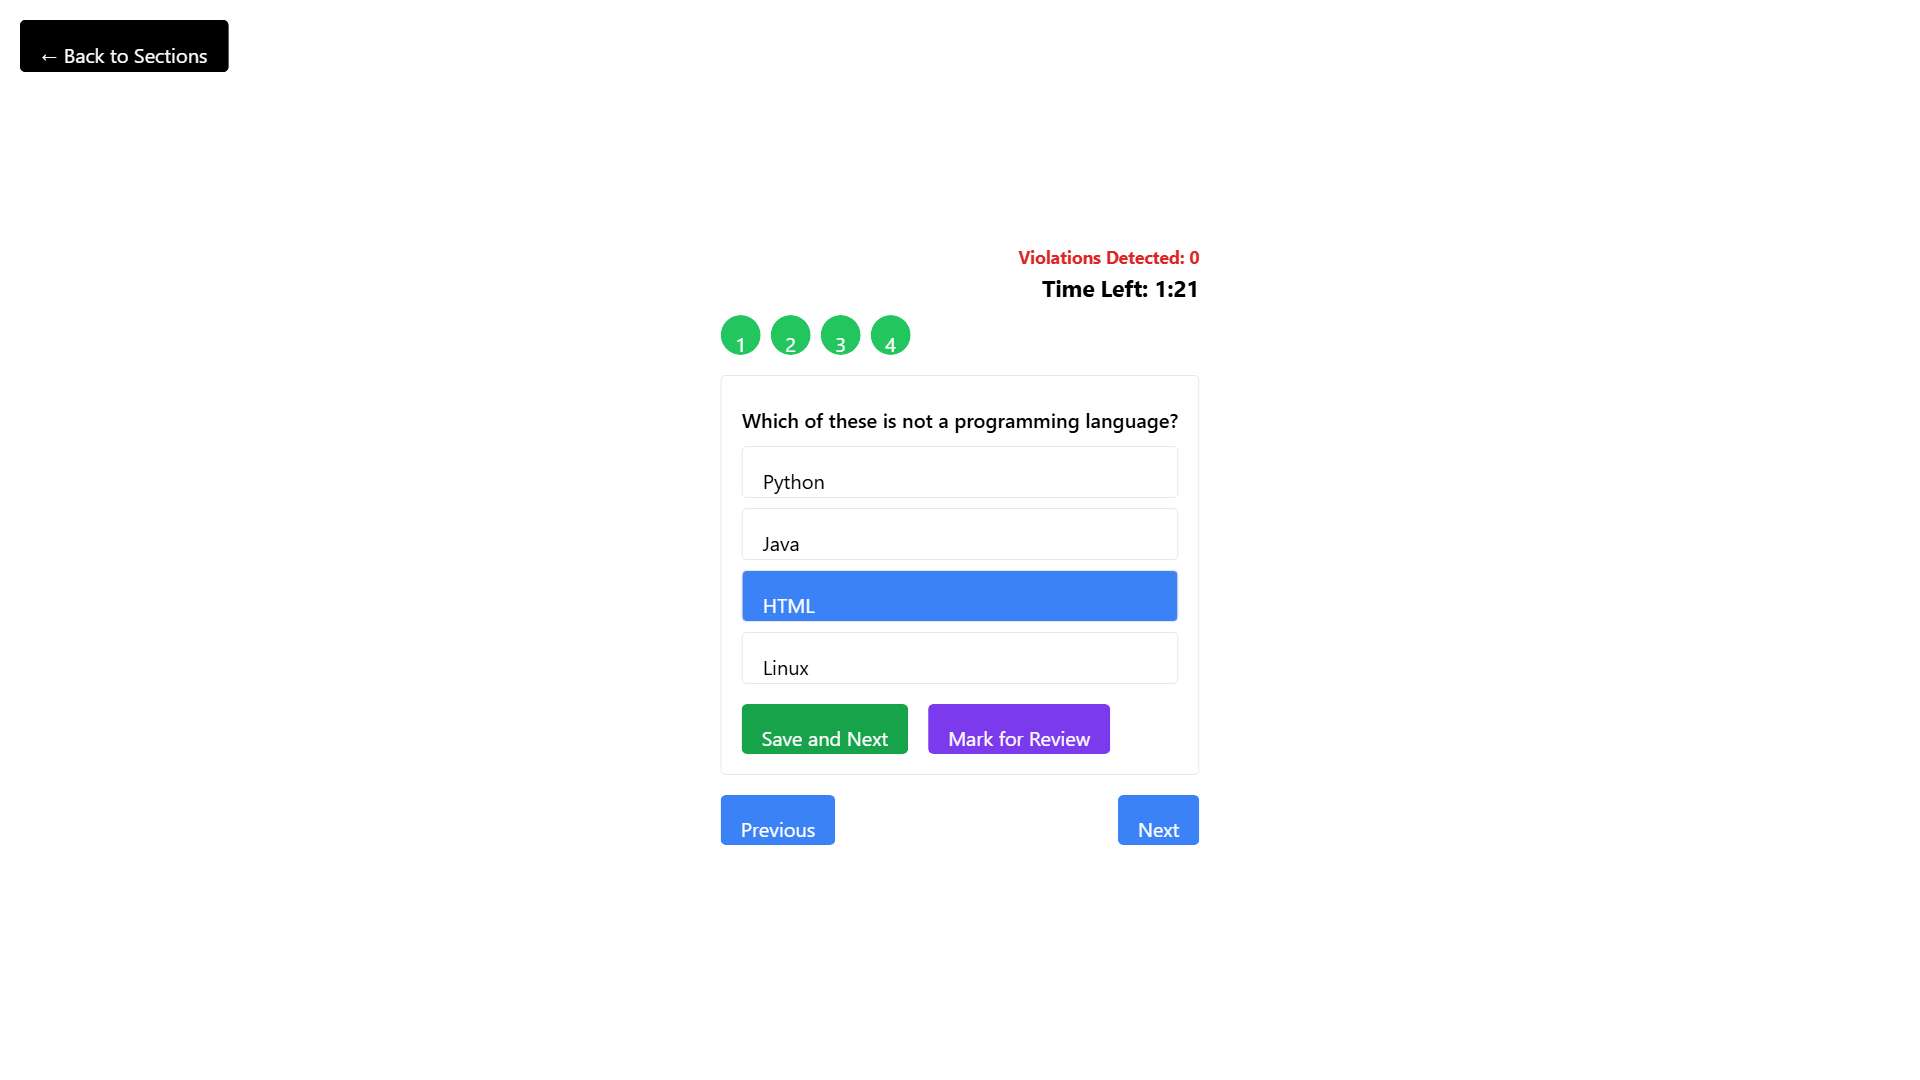 ← Back to Sections
Violations Detected: 0
Time Left: 1:21
1 2 3 4
Which of these is not a programming language?
Python
Java
HTML
Linux
Save and Next Mark for Review
Previous Next